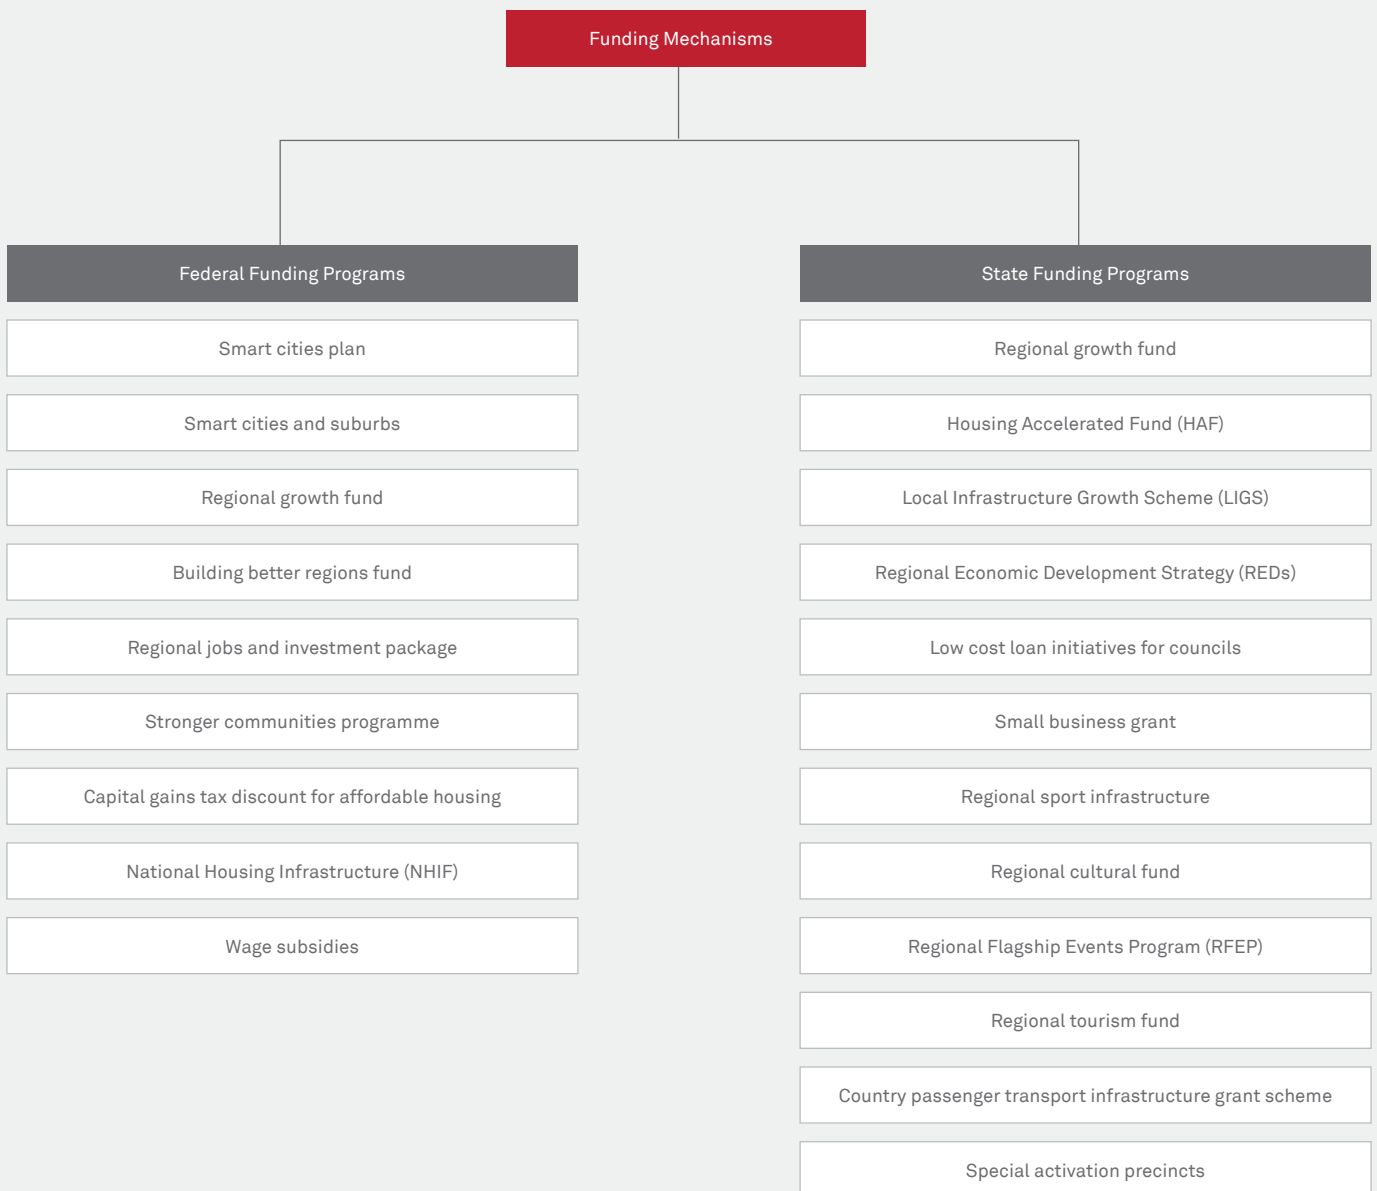 Funding Mechanisms
Federal Funding Programs
Smart cities plan
Smart cities and suburbs
Regional growth fund
Building better regions fund
Regional jobs and investment package
Stronger communities programme
Capital gains tax discount for affordable housing
National Housing Infrastructure (NHIF)
Wage subsidies
State Funding Programs
Regional growth fund
Housing Accelerated Fund (HAF)
Local Infrastructure Growth Scheme (LIGS)
Regional Economic Development Strategy (REDs)
Low cost loan initiatives for councils
Small business grant
Regional sport infrastructure
Regional cultural fund
Regional Flagship Events Program (RFEP)
Regional tourism fund
Country passenger transport infrastructure grant scheme
Special activation precincts